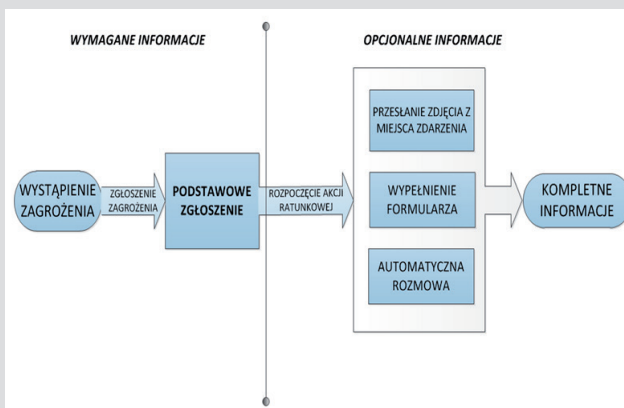 WYMAGANE INFORMACJE
OPCJONALNE INFORMACJE
WYSTĄPIENIE
ZAGROŻENIA
ZGŁOSZENIE
ZAGROŻENIA
PODSTAWOWE
ZGŁOSZENIE
ROZPOCZĘCIE AKCJI
RATUNKOWEJ
PRZESŁANIE ZDJĘCIA Z
MIEJSCA ZDARZENIA
WYPEŁNIENIE
FORMULARZA
AUTOMATYCZNA
ROZMOWA
KOMPLETNE
INFORMACJE